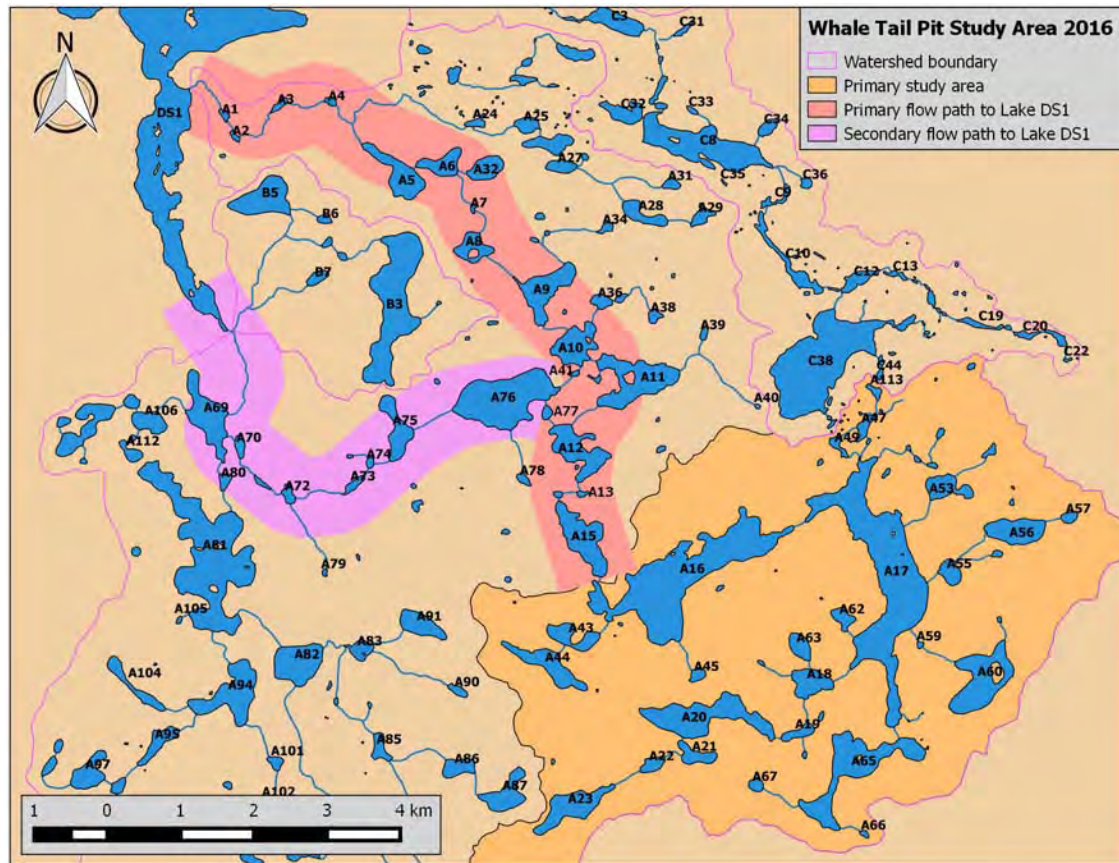 Whale Tail Pit Study Area 2016
Watershed boundary
Primary study area
Primary flow path to Lake DS1
Secondary flow path to Lake DS1
N
C3
C31
DS1
A1
A2
A3
A4
A24
A25
C32
C33
C34
C8
C35
C36
C9
A5
A6
A32
A27
A31
A28
A29
A7
A34
A8
B5
B6
B7
B3
A9
A36
A38
A39
C10
C12
C13
C19
C20
C22
C38
C44
A113
A10
A41
A11
A40
A47
A49
A76
A77
A12
A78
A13
A15
A75
A74
A73
A72
A79
A69
A70
A80
A106
A112
A81
A105
A16
A17
A53
A57
A56
A55
A62
A59
A63
A60
A18
A43
A44
A45
A20
A19
A21
A22
A65
A67
A66
A23
A91
A83
A82
A90
A104
A94
A95
A97
A101
A102
A85
A86
A87
1 0 1 2 3 4 km